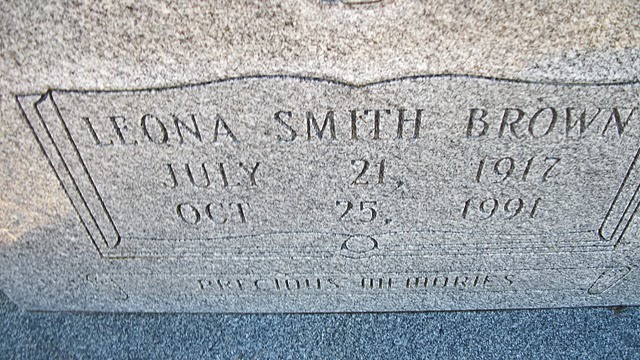 LEONA SMITH BROWN
JULY 21, 1917
OCT 25, 1991
PRECIOUS MEMORIES